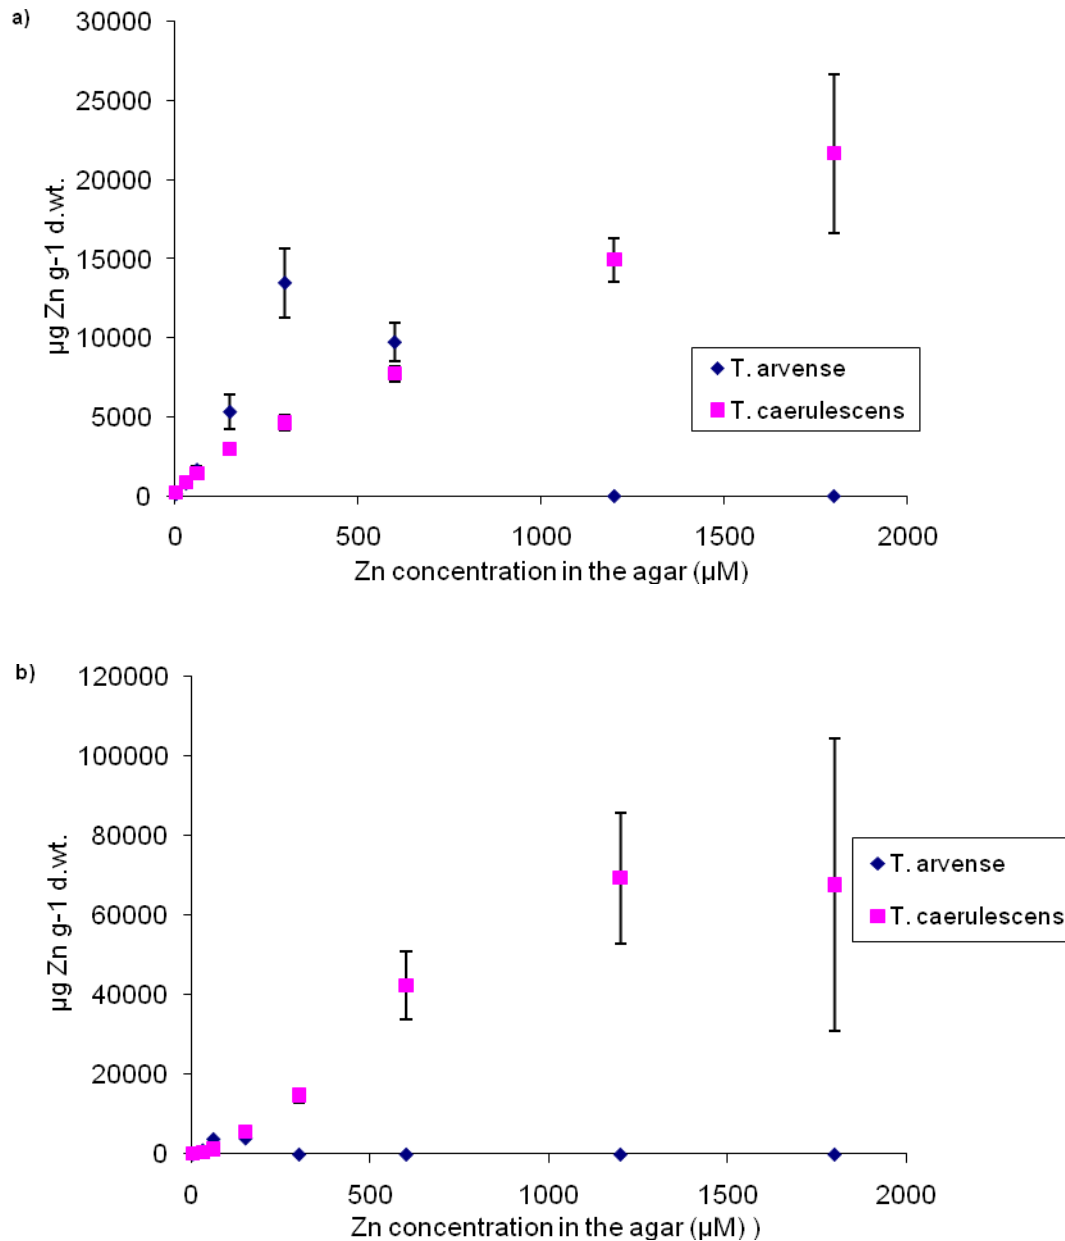 a)
30000
25000
20000
15000
10000
5000
0
µg Zn g-1 d.wt.
T. arvense
T. caerulescens
0 500 1000 1500 2000
Zn concentration in the agar (µM)
b)
120000
100000
80000
60000
40000
20000
0
µg Zn g-1 d.wt.
T. arvense
T. caerulescens
0 500 1000 1500 2000
Zn concentration in the agar (µM) )